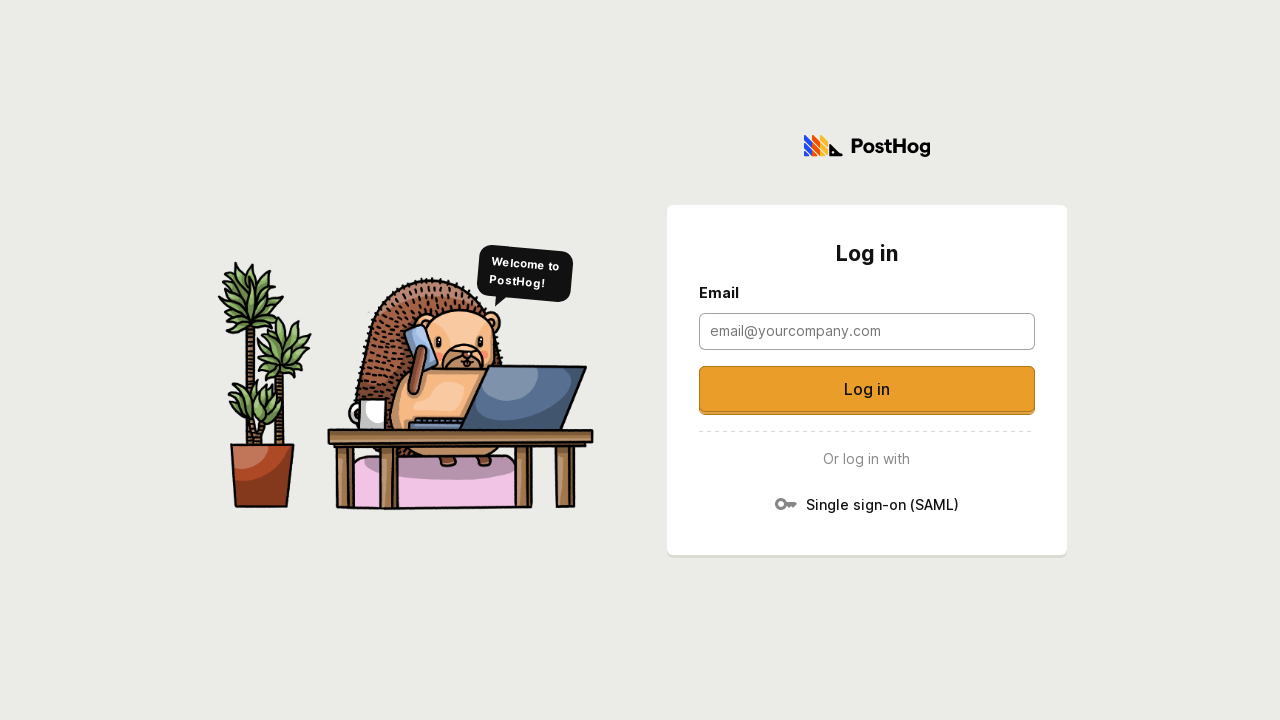 PostHog
Welcome to
PostHog!
Log in
Email
email@yourcompany.com
Log in
Or log in with
Single sign-on (SAML)